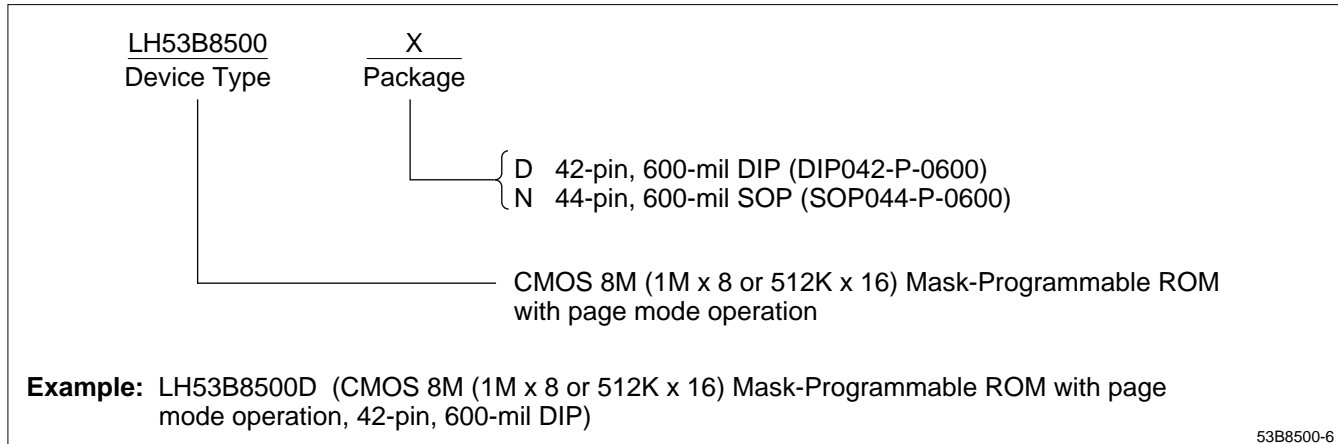 LH53B8500 X
Device Type Package
D 42-pin, 600-mil DIP (DIP042-P-0600)
N 44-pin, 600-mil SOP (SOP044-P-0600)
CMOS 8M (1M x 8 or 512K x 16) Mask-Programmable ROM
with page mode operation
Example: LH53B8500D (CMOS 8M (1M x 8 or 512K x 16) Mask-Programmable ROM with page
mode operation, 42-pin, 600-mil DIP)
53B8500-6